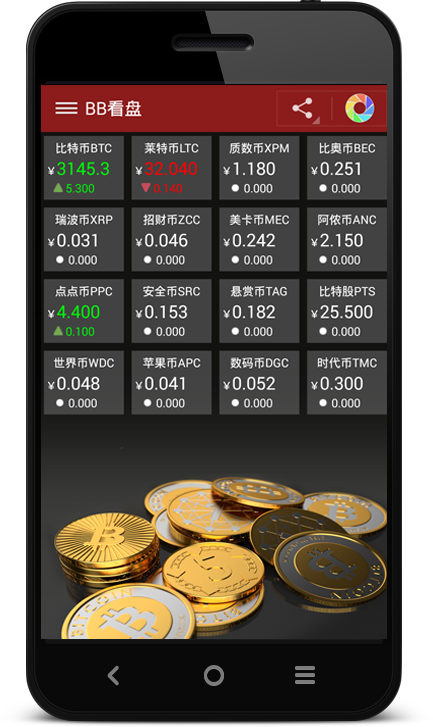 BB看盘
比特币BTC
¥3145.3
▲5.300
莱特币LTC
¥32.040
▼0.140
质数币XPM
¥1.180
●0.000
比奥币BEC
¥0.251
●0.000
瑞波币XRP
¥0.031
●0.000
招财币ZCC
¥0.046
●0.000
美卡币MEC
¥0.242
●0.000
阿侬币ANC
¥2.150
●0.000
点点币PPC
¥4.400
▲0.100
安全币SRC
¥0.153
●0.000
悬赏币TAG
¥0.182
●0.000
比特股PTS
¥25.500
●0.000
世界币WDC
¥0.048
●0.000
苹果币APC
¥0.041
●0.000
数码币DGC
¥0.052
●0.000
时代币TMC
¥0.300
●0.000
5
BITCOIN